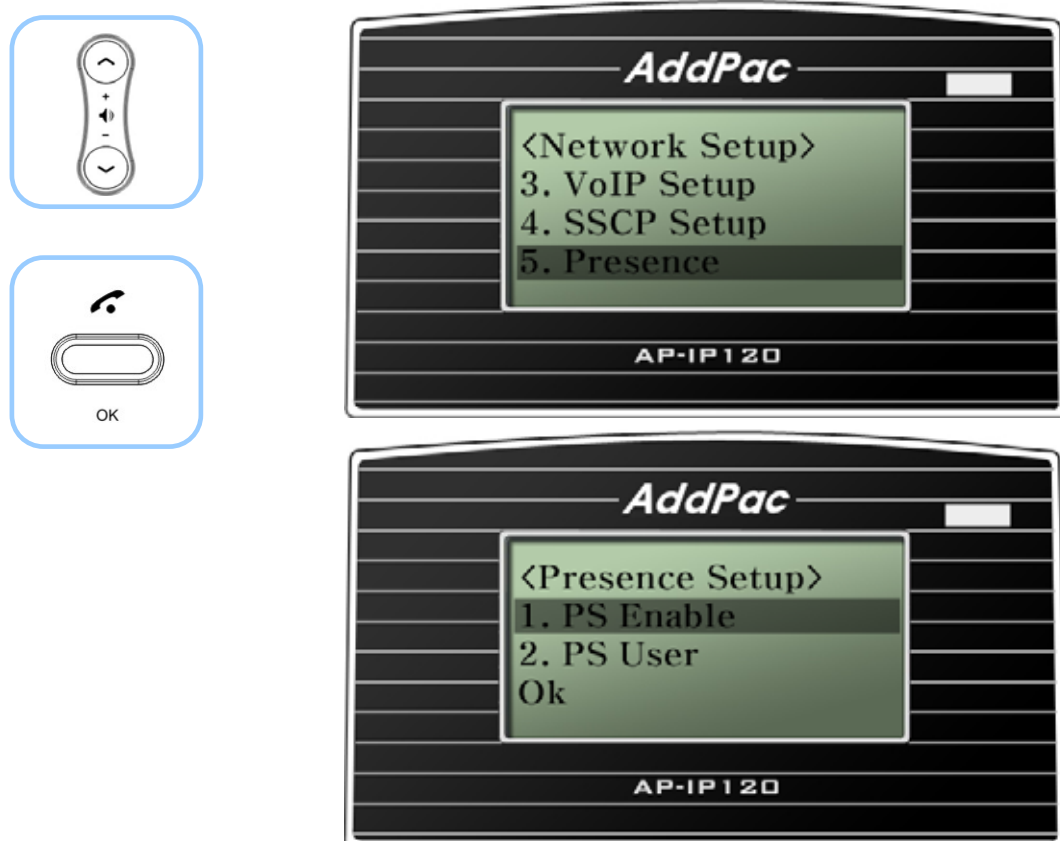 +
-
OK
AddPac
<Network Setup>
3. VoIP Setup
4. SSCP Setup
5. Presence
AP-IP120
AddPac
<Presence Setup>
1. PS Enable
2. PS User
Ok
AP-IP120